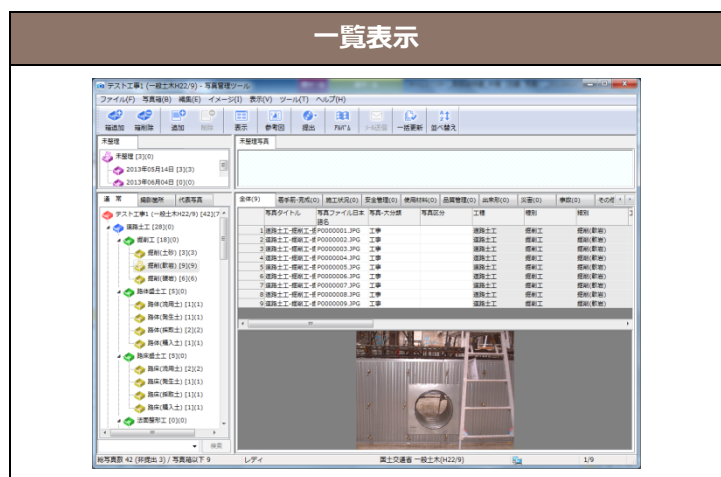 一覧表示
テスト工事1 (一般土木H22/9) - 写真管理ツール
ファイル(F) 写真箱(B) 編集(E) イメージ(I) 表示(V) ツール(T) ヘルプ(H)
箱追加 箱削除 追加 削除 表示 参考図 提出 ｱﾙﾊﾞﾑ ﾒｰﾙ送信 一括更新 並べ替え
未整理
未整理写真
未整理 [3](0)
2013年05月14日 [3](3)
2013年06月04日 [0](0)
通 常 撮影箇所 代表写真
テスト工事1 (一般土木H22/9) [42](7
道路土工 [28](0)
掘削工 [18](0)
掘削(土砂) [3](3)
掘削(軟岩) [9](9)
掘削(硬岩) [6](6)
路体盛土工 [5](0)
路体(流用土) [1](1)
路体(発生土) [1](1)
路体(採取土) [2](2)
路体(購入土) [1](1)
路床盛土工 [5](0)
路床(流用土) [2](2)
路床(発生土) [1](1)
路床(採取土) [1](1)
路床(購入土) [1](1)
法面整形工 [0](0)
検索
全体(9) 着手前・完成(0) 施工状況(0) 安全管理(0) 使用材料(0) 品質管理(0) 出来形(0) 災害(0) 事故(0) その他
写真タイトル 写真ファイル日本語名 写真-大分類 写真区分 工種 種別 細別
1 道路土工-掘削工-掘 P0000001.JPG 工事 道路土工 掘削工 掘削(軟岩)
2 道路土工-掘削工-掘 P0000002.JPG 工事 道路土工 掘削工 掘削(軟岩)
3 道路土工-掘削工-掘 P0000003.JPG 工事 道路土工 掘削工 掘削(軟岩)
4 道路土工-掘削工-掘 P0000004.JPG 工事 道路土工 掘削工 掘削(軟岩)
5 道路土工-掘削工-掘 P0000005.JPG 工事 道路土工 掘削工 掘削(軟岩)
6 道路土工-掘削工-掘 P0000006.JPG 工事 道路土工 掘削工 掘削(軟岩)
7 道路土工-掘削工-掘 P0000007.JPG 工事 道路土工 掘削工 掘削(軟岩)
8 道路土工-掘削工-掘 P0000008.JPG 工事 道路土工 掘削工 掘削(軟岩)
9 道路土工-掘削工-掘 P0000009.JPG 工事 道路土工 掘削工 掘削(軟岩)
総写真数 42 (非提出 3) / 写真箱以下 9 レディ 国土交通省 一般土木(H22/9) 1/9